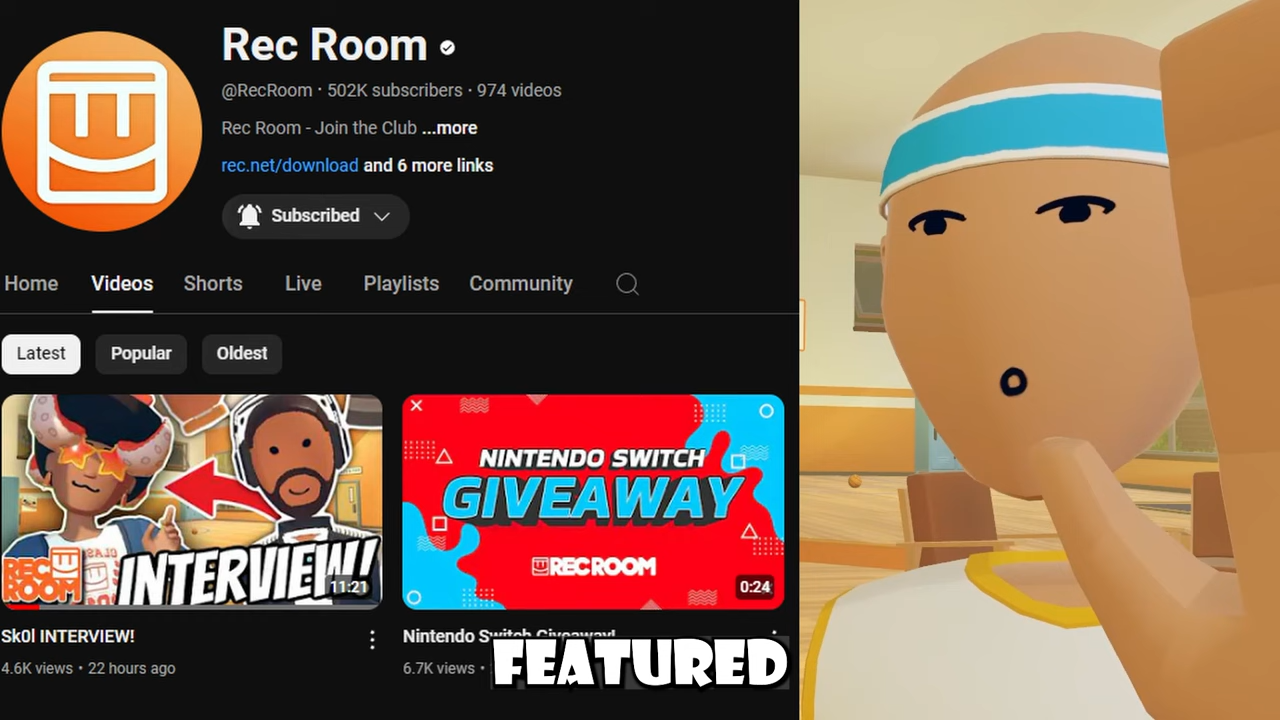 Rec Room
@RecRoom · 502K subscribers · 974 videos
Rec Room - Join the Club ...more
rec.net/download and 6 more links
Subscribed
Home Videos Shorts Live Playlists Community
Latest Popular Oldest
REC
ROOM
INTERVIEW!
11:21
NINTENDO SWITCH
GIVEAWAY
REC ROOM
0:24
Sk0l INTERVIEW!
4.6K views · 22 hours ago
Nintendo Switch Giveaway!
6.7K views ·
FEATURED